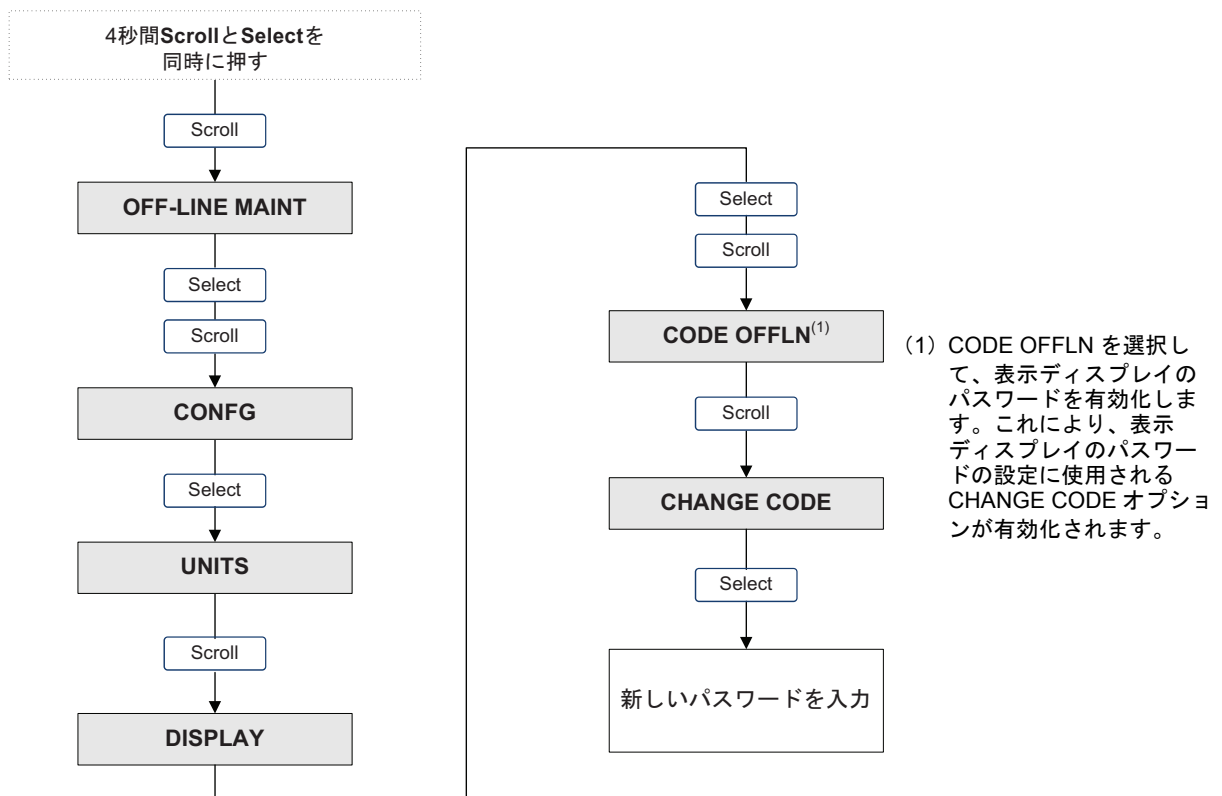 4秒間ScrollとSelectを
同時に押す
Scroll
OFF-LINE MAINT
Select
Scroll
CONFG
Select
UNITS
Scroll
DISPLAY
Select
Scroll
CODE OFFLN(1)
Scroll
CHANGE CODE
Select
新しいパスワードを入力
(1) CODE OFFLN を選択し
て、表示ディスプレイの
パスワードを有効化しま
す。これにより、表示
ディスプレイのパスワー
ドの設定に使用される
CHANGE CODE オプショ
ンが有効化されます。